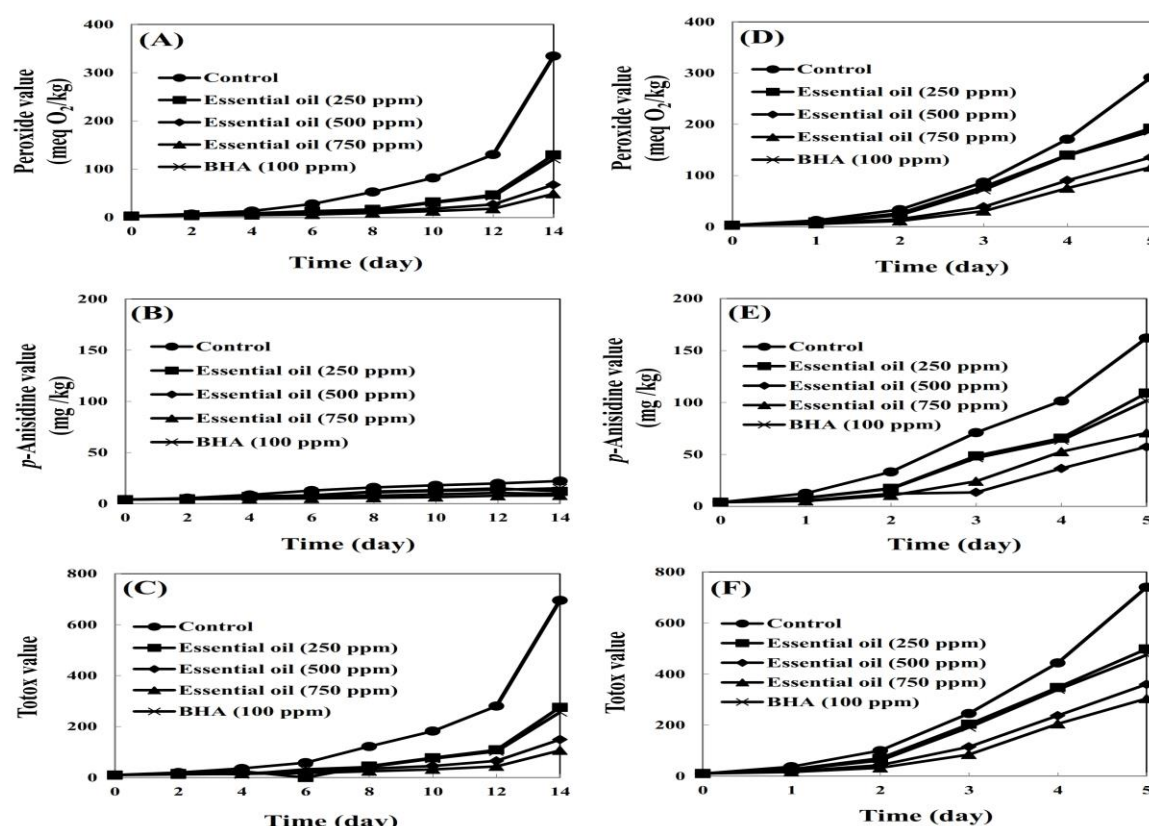 (A)
400
300
200
100
0
Peroxide value
(meq O₂/kg)
Control
Essential oil (250 ppm)
Essential oil (500 ppm)
Essential oil (750 ppm)
BHA (100 ppm)
0 2 4 6 8 10 12 14
Time (day)
(D)
400
300
200
100
0
Peroxide value
(meq O₂/kg)
Control
Essential oil (250 ppm)
Essential oil (500 ppm)
Essential oil (750 ppm)
BHA (100 ppm)
0 1 2 3 4 5
Time (day)
(B)
200
150
100
50
0
p-Anisidine value
(mg /kg)
Control
Essential oil (250 ppm)
Essential oil (500 ppm)
Essential oil (750 ppm)
BHA (100 ppm)
0 2 4 6 8 10 12 14
Time (day)
(E)
200
150
100
50
0
p-Anisidine value
(mg /kg)
Control
Essential oil (250 ppm)
Essential oil (500 ppm)
Essential oil (750 ppm)
BHA (100 ppm)
0 1 2 3 4 5
Time (day)
(C)
800
600
400
200
0
Totox value
Control
Essential oil (250 ppm)
Essential oil (500 ppm)
Essential oil (750 ppm)
BHA (100 ppm)
0 2 4 6 8 10 12 14
Time (day)
(F)
800
600
400
200
0
Totox value
Control
Essential oil (250 ppm)
Essential oil (500 ppm)
Essential oil (750 ppm)
BHA (100 ppm)
0 1 2 3 4 5
Time (day)